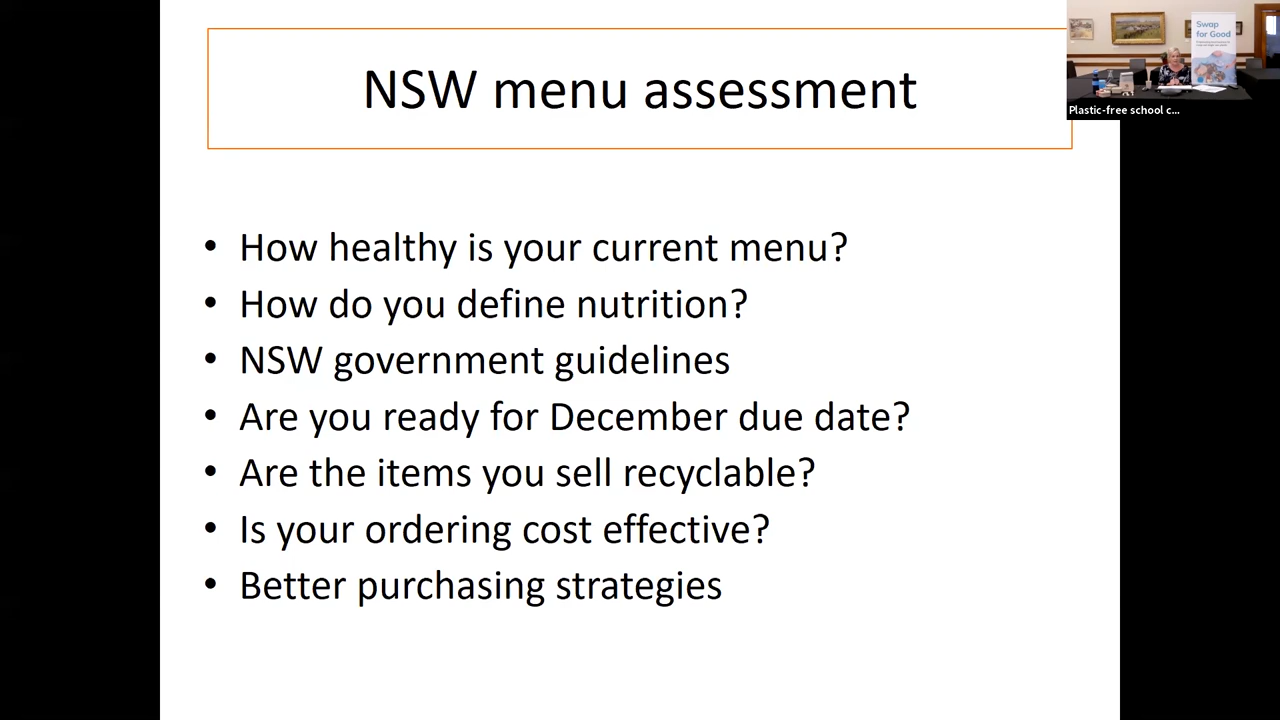 NSW menu assessment
Swap
for Good
Plastic-free school c...
• How healthy is your current menu?
• How do you define nutrition?
• NSW government guidelines
• Are you ready for December due date?
• Are the items you sell recyclable?
• Is your ordering cost effective?
• Better purchasing strategies